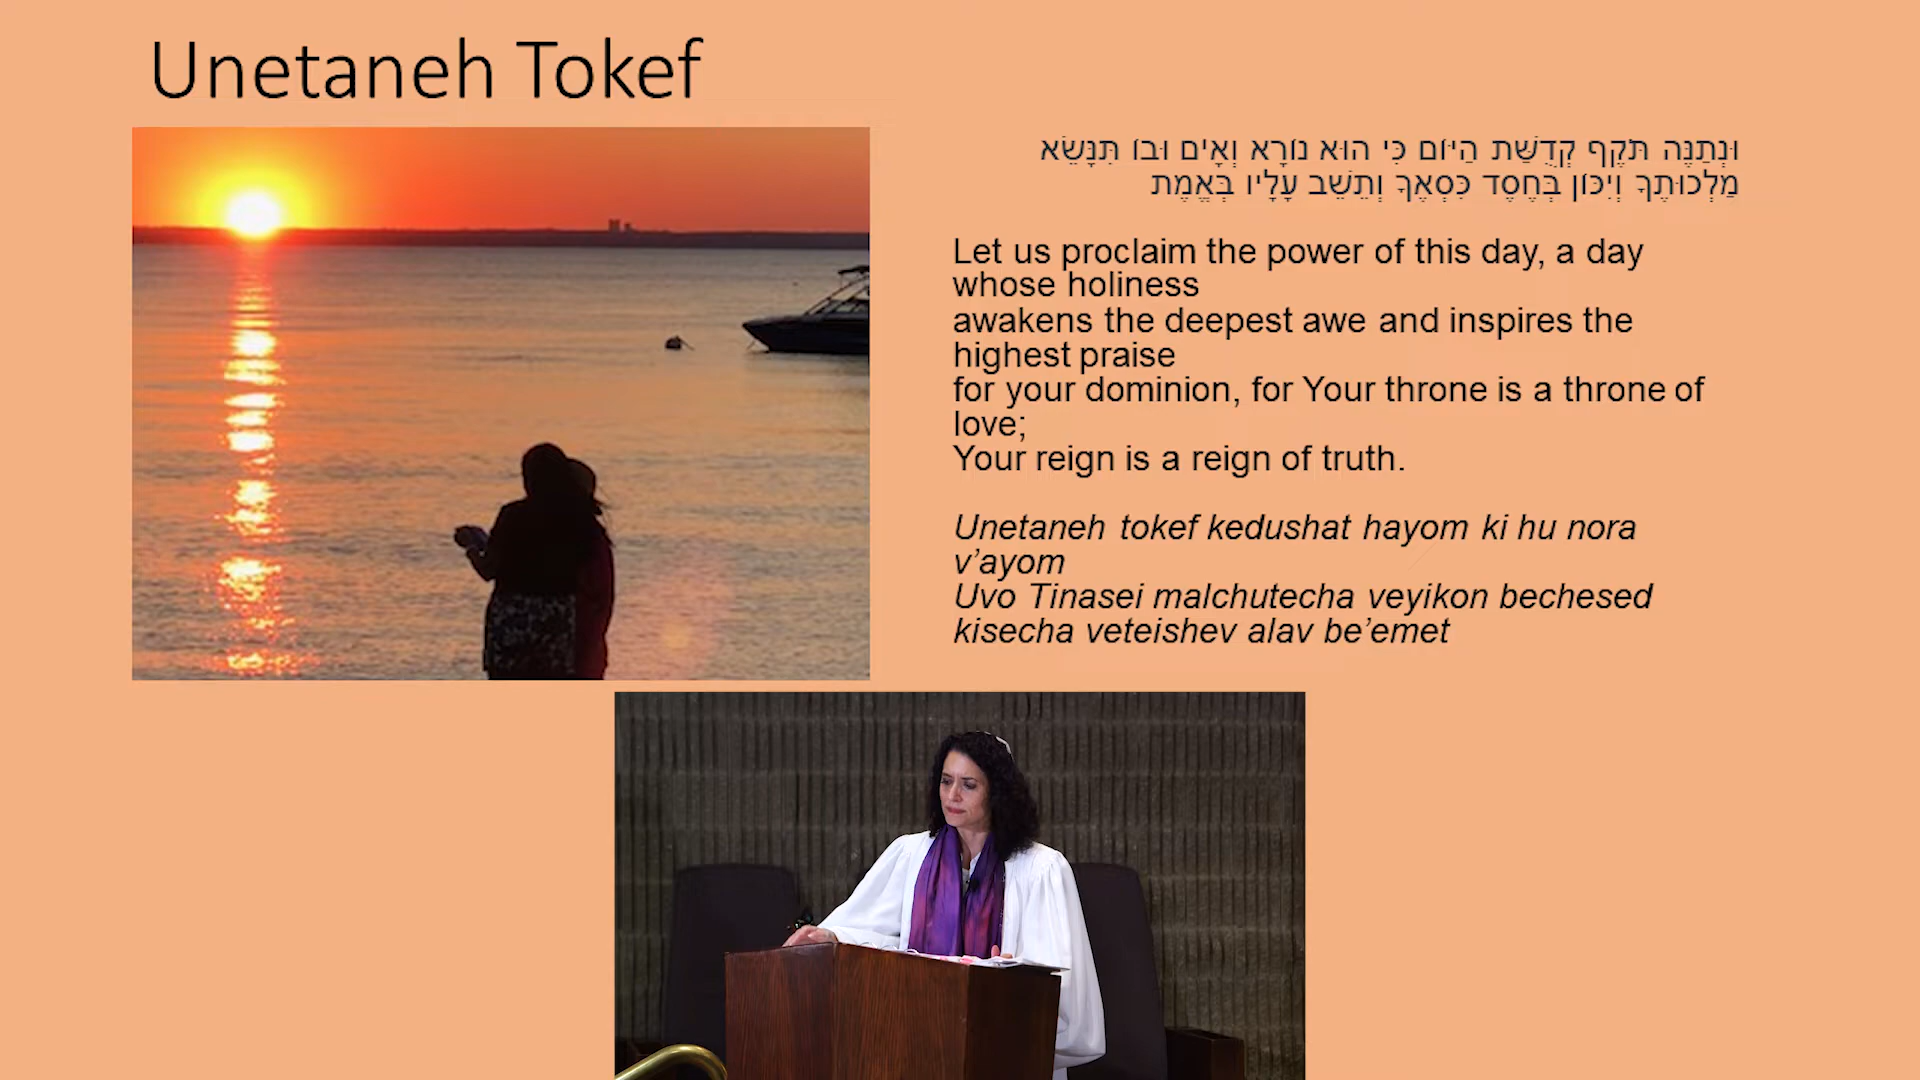 Unetaneh Tokef
וּנְתַנֶּה תֹּקֶף קְדֻשַּׁת הַיּוֹם כִּי הוּא נוֹרָא וְאָיֹם וּבוֹ תִּנָּשֵׂא
מַלְכוּתֶךָ וְיִכּוֹן בְּחֶסֶד כִּסְאֶךָ וְתֵשֵׁב עָלָיו בְּאֱמֶת
Let us proclaim the power of this day, a day
whose holiness
awakens the deepest awe and inspires the
highest praise
for your dominion, for Your throne is a throne of
love;
Your reign is a reign of truth.
Unetaneh tokef kedushat hayom ki hu nora
v’ayom
Uvo Tinasei malchutecha veyikon bechesed
kisecha veteishev alav be’emet